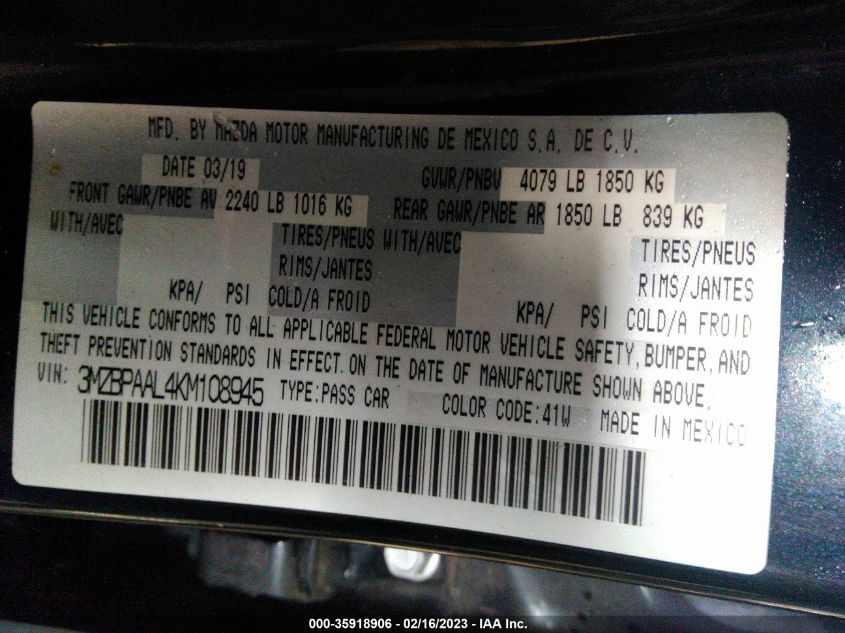 MFD. BY MAZDA MOTOR MANUFACTURING DE MEXICO S.A. DE C.V.
DATE 03/19 GVWR/PNBV 4079 LB 1850 KG
FRONT GAWR/PNBE AV 2240 LB 1016 KG REAR GAWR/PNBE AR 1850 LB 839 KG
WITH/AVEC TIRES/PNEUS WITH/AVEC TIRES/PNEUS
RIMS/JANTES RIMS/JANTES
KPA/ PSI COLD/A FROID KPA/ PSI COLD/A FROID
THIS VEHICLE CONFORMS TO ALL APPLICABLE FEDERAL MOTOR VEHICLE SAFETY, BUMPER, AND
THEFT PREVENTION STANDARDS IN EFFECT ON THE DATE OF MANUFACTURE SHOWN ABOVE.
VIN: 3MZBPAAL4KM108945 TYPE:PASS CAR COLOR CODE:41W MADE IN MEXICO
000-35918906 - 02/16/2023 - IAA Inc.